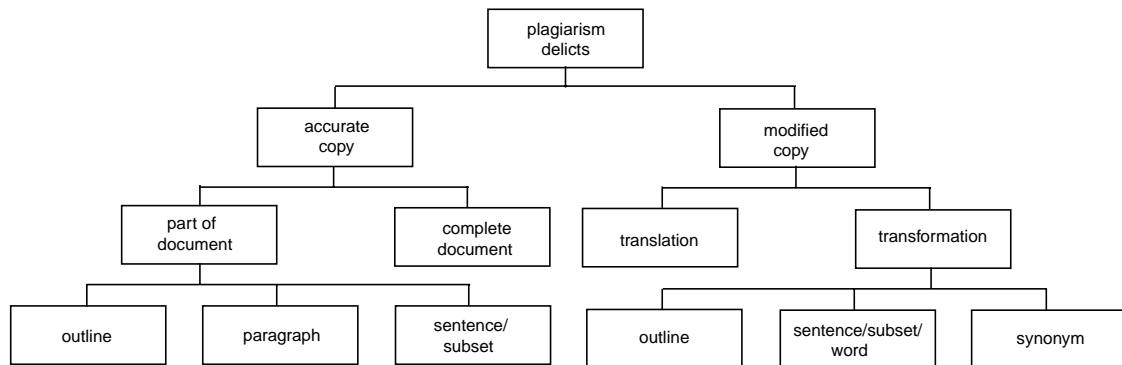 plagiarism
delicts
accurate
copy
modified
copy
part of
document
complete
document
translation
transformation
outline
paragraph
sentence/
subset
outline
sentence/subset/
word
synonym